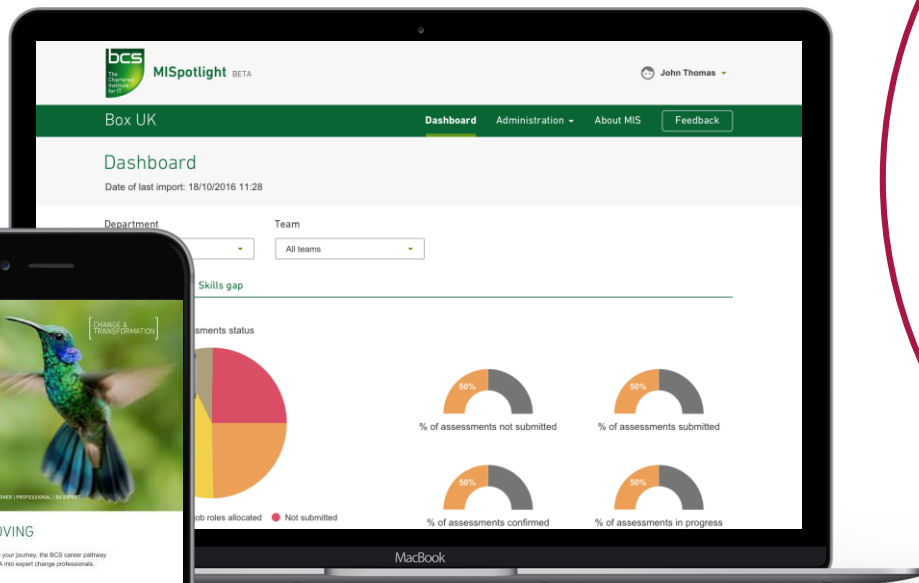 bcs
The
Chartered
Institute
for IT
MISpotlight BETA
John Thomas
Box UK
Dashboard
Administration
About MIS
Feedback
Dashboard
Date of last import: 18/10/2016 11:28
Department
Team
All teams
Skills gap
sments status
50%
% of assessments not submitted
50%
% of assessments submitted
50%
% of assessments confirmed
50%
% of assessments in progress
ob roles allocated
Not submitted
MacBook
CHANGE &
TRANSFORMATION
OVING
your journey, the BCS career pathway
A into expert change professionals.